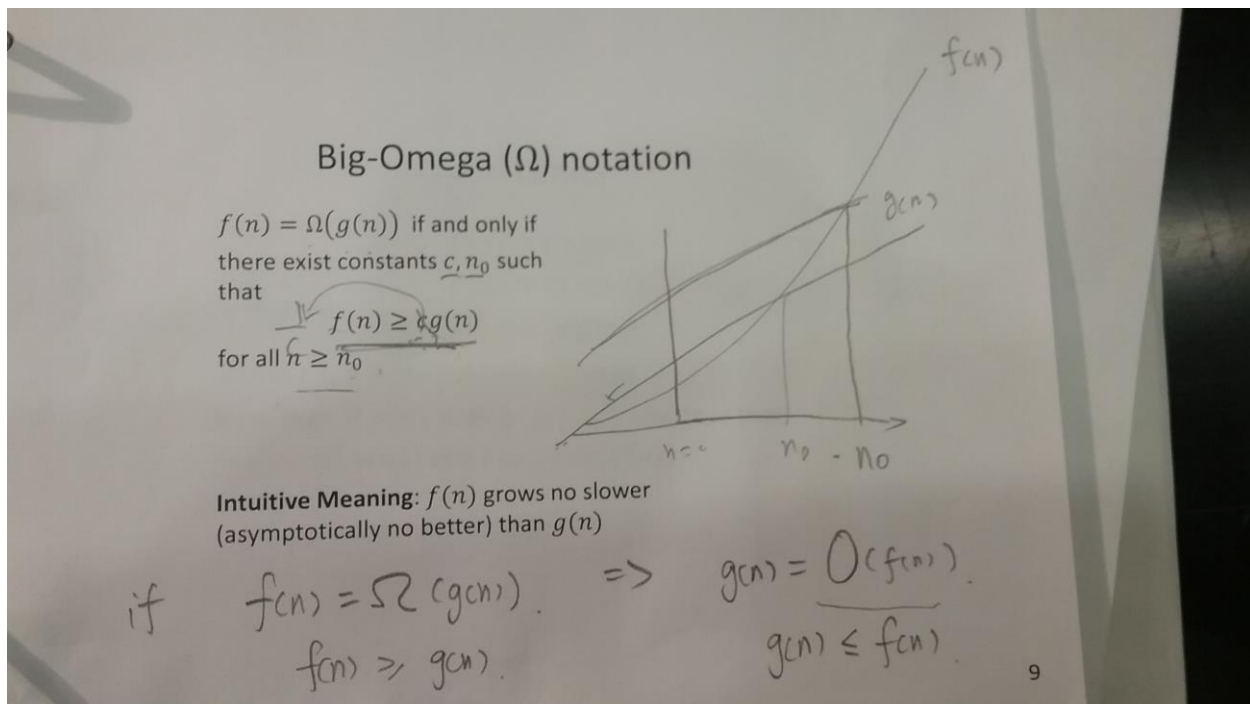 f(n)
Big-Omega (Ω) notation
g(n)
f(n) = Ω(g(n)) if and only if
there exist constants c, n₀ such
that
f(n) ≥ cg(n)
for all n ≥ n₀
n₀ - n₀
Intuitive Meaning: f(n) grows no slower
(asymptotically no better) than g(n)
if f(n) = Ω (g(n)). => g(n) = O(f(n)).
f(n) ≥ g(n). g(n) ≤ f(n).
9